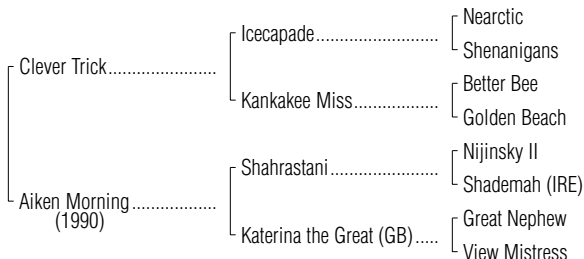 Nearctic
Icecapade
Shenanigans
Clever Trick
Better Bee
Kankakee Miss
Golden Beach
Nijinsky II
Shahrastani
Shademah (IRE)
Aiken Morning
(1990)
Great Nephew
Katerina the Great (GB)
View Mistress